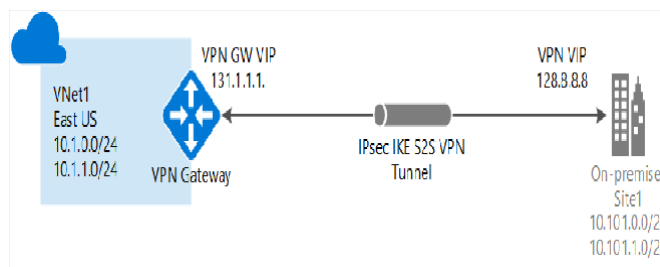 VPN GW VIP
131.1.1.1.
VPN VIP
128.8.8.8
VNet1
East US
10.1.0.0/24
10.1.1.0/24
VPN Gateway
IPsec IKE S2S VPN
Tunnel
On-premise
Site1
10.101.0.0/2
10.101.1.0/2